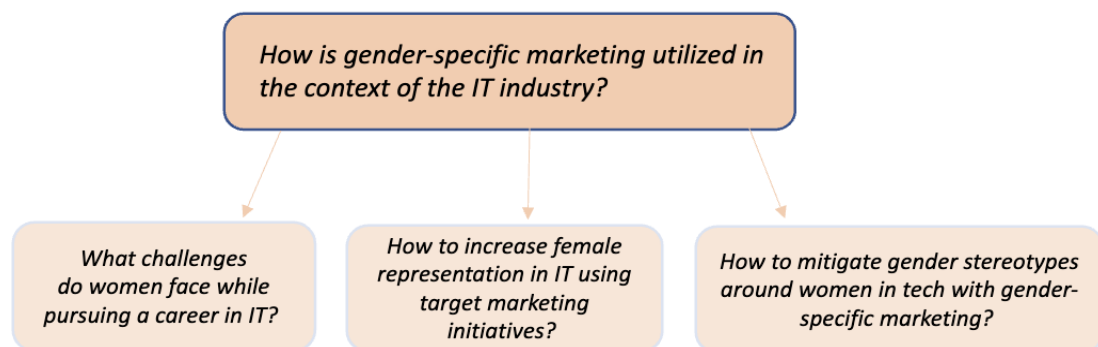 How is gender-specific marketing utilized in
the context of the IT industry?
What challenges
do women face while
pursuing a career in IT?
How to increase female
representation in IT using
target marketing
initiatives?
How to mitigate gender stereotypes
around women in tech with gender-
specific marketing?